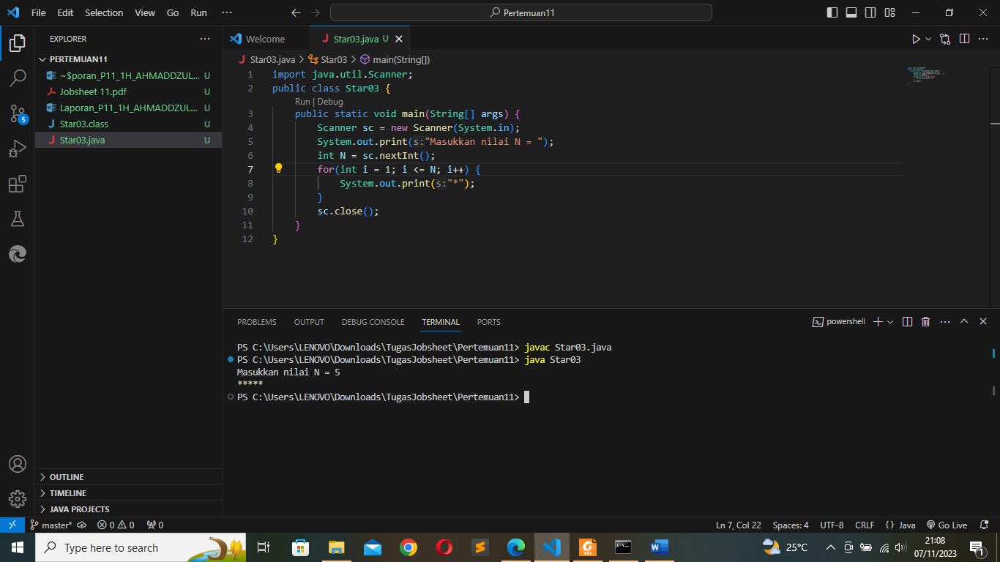 File Edit Selection View Go Run ··· Pertemuan11
EXPLORER ···
PERTEMUAN11
~$poran_P11_1H_AHMADDZUL... U
Jobsheet 11.pdf U
Laporan_P11_1H_AHMADDZUL... U
Star03.class U
Star03.java U
5
OUTLINE
TIMELINE
JAVA PROJECTS
Welcome Star03.java U
Star03.java > Star03 > main(String[])
1 import java.util.Scanner;
2 public class Star03 {
Run | Debug
3 public static void main(String[] args) {
4 Scanner sc = new Scanner(System.in);
5 System.out.print(s:"Masukkan nilai N = ");
6 int N = sc.nextInt();
7 for(int i = 1; i <= N; i++) {
8 System.out.print(s:"*");
9 }
10 sc.close();
11 }
12 }
PROBLEMS OUTPUT DEBUG CONSOLE TERMINAL PORTS powershell
PS C:\Users\LENOVO\Downloads\TugasJobsheet\Pertemuan11> javac Star03.java
PS C:\Users\LENOVO\Downloads\TugasJobsheet\Pertemuan11> java Star03
Masukkan nilai N = 5
*****
PS C:\Users\LENOVO\Downloads\TugasJobsheet\Pertemuan11>
master* 0 0 0 Ln 7, Col 22 Spaces: 4 UTF-8 CRLF {} Java Go Live
Type here to search 25°C 21:08
07/11/2023 1